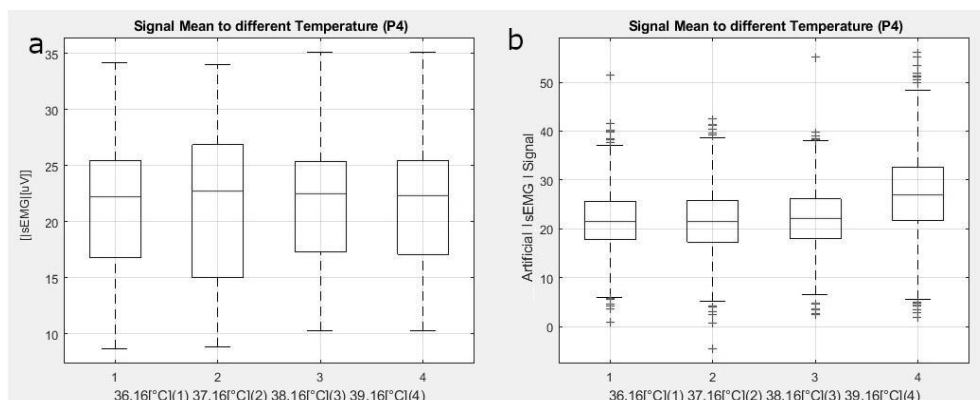 a
Signal Mean to different Temperature (P4)
[|sEMG|[uV]]
35
30
25
20
15
10
1 2 3 4
36.16[°C](1) 37.16[°C](2) 38.16[°C](3) 39.16[°C](4)
b
Signal Mean to different Temperature (P4)
Artificial |sEMG | Signal
50
40
30
20
10
0
1 2 3 4
36.16[°C](1) 37.16[°C](2) 38.16[°C](3) 39.16[°C](4)